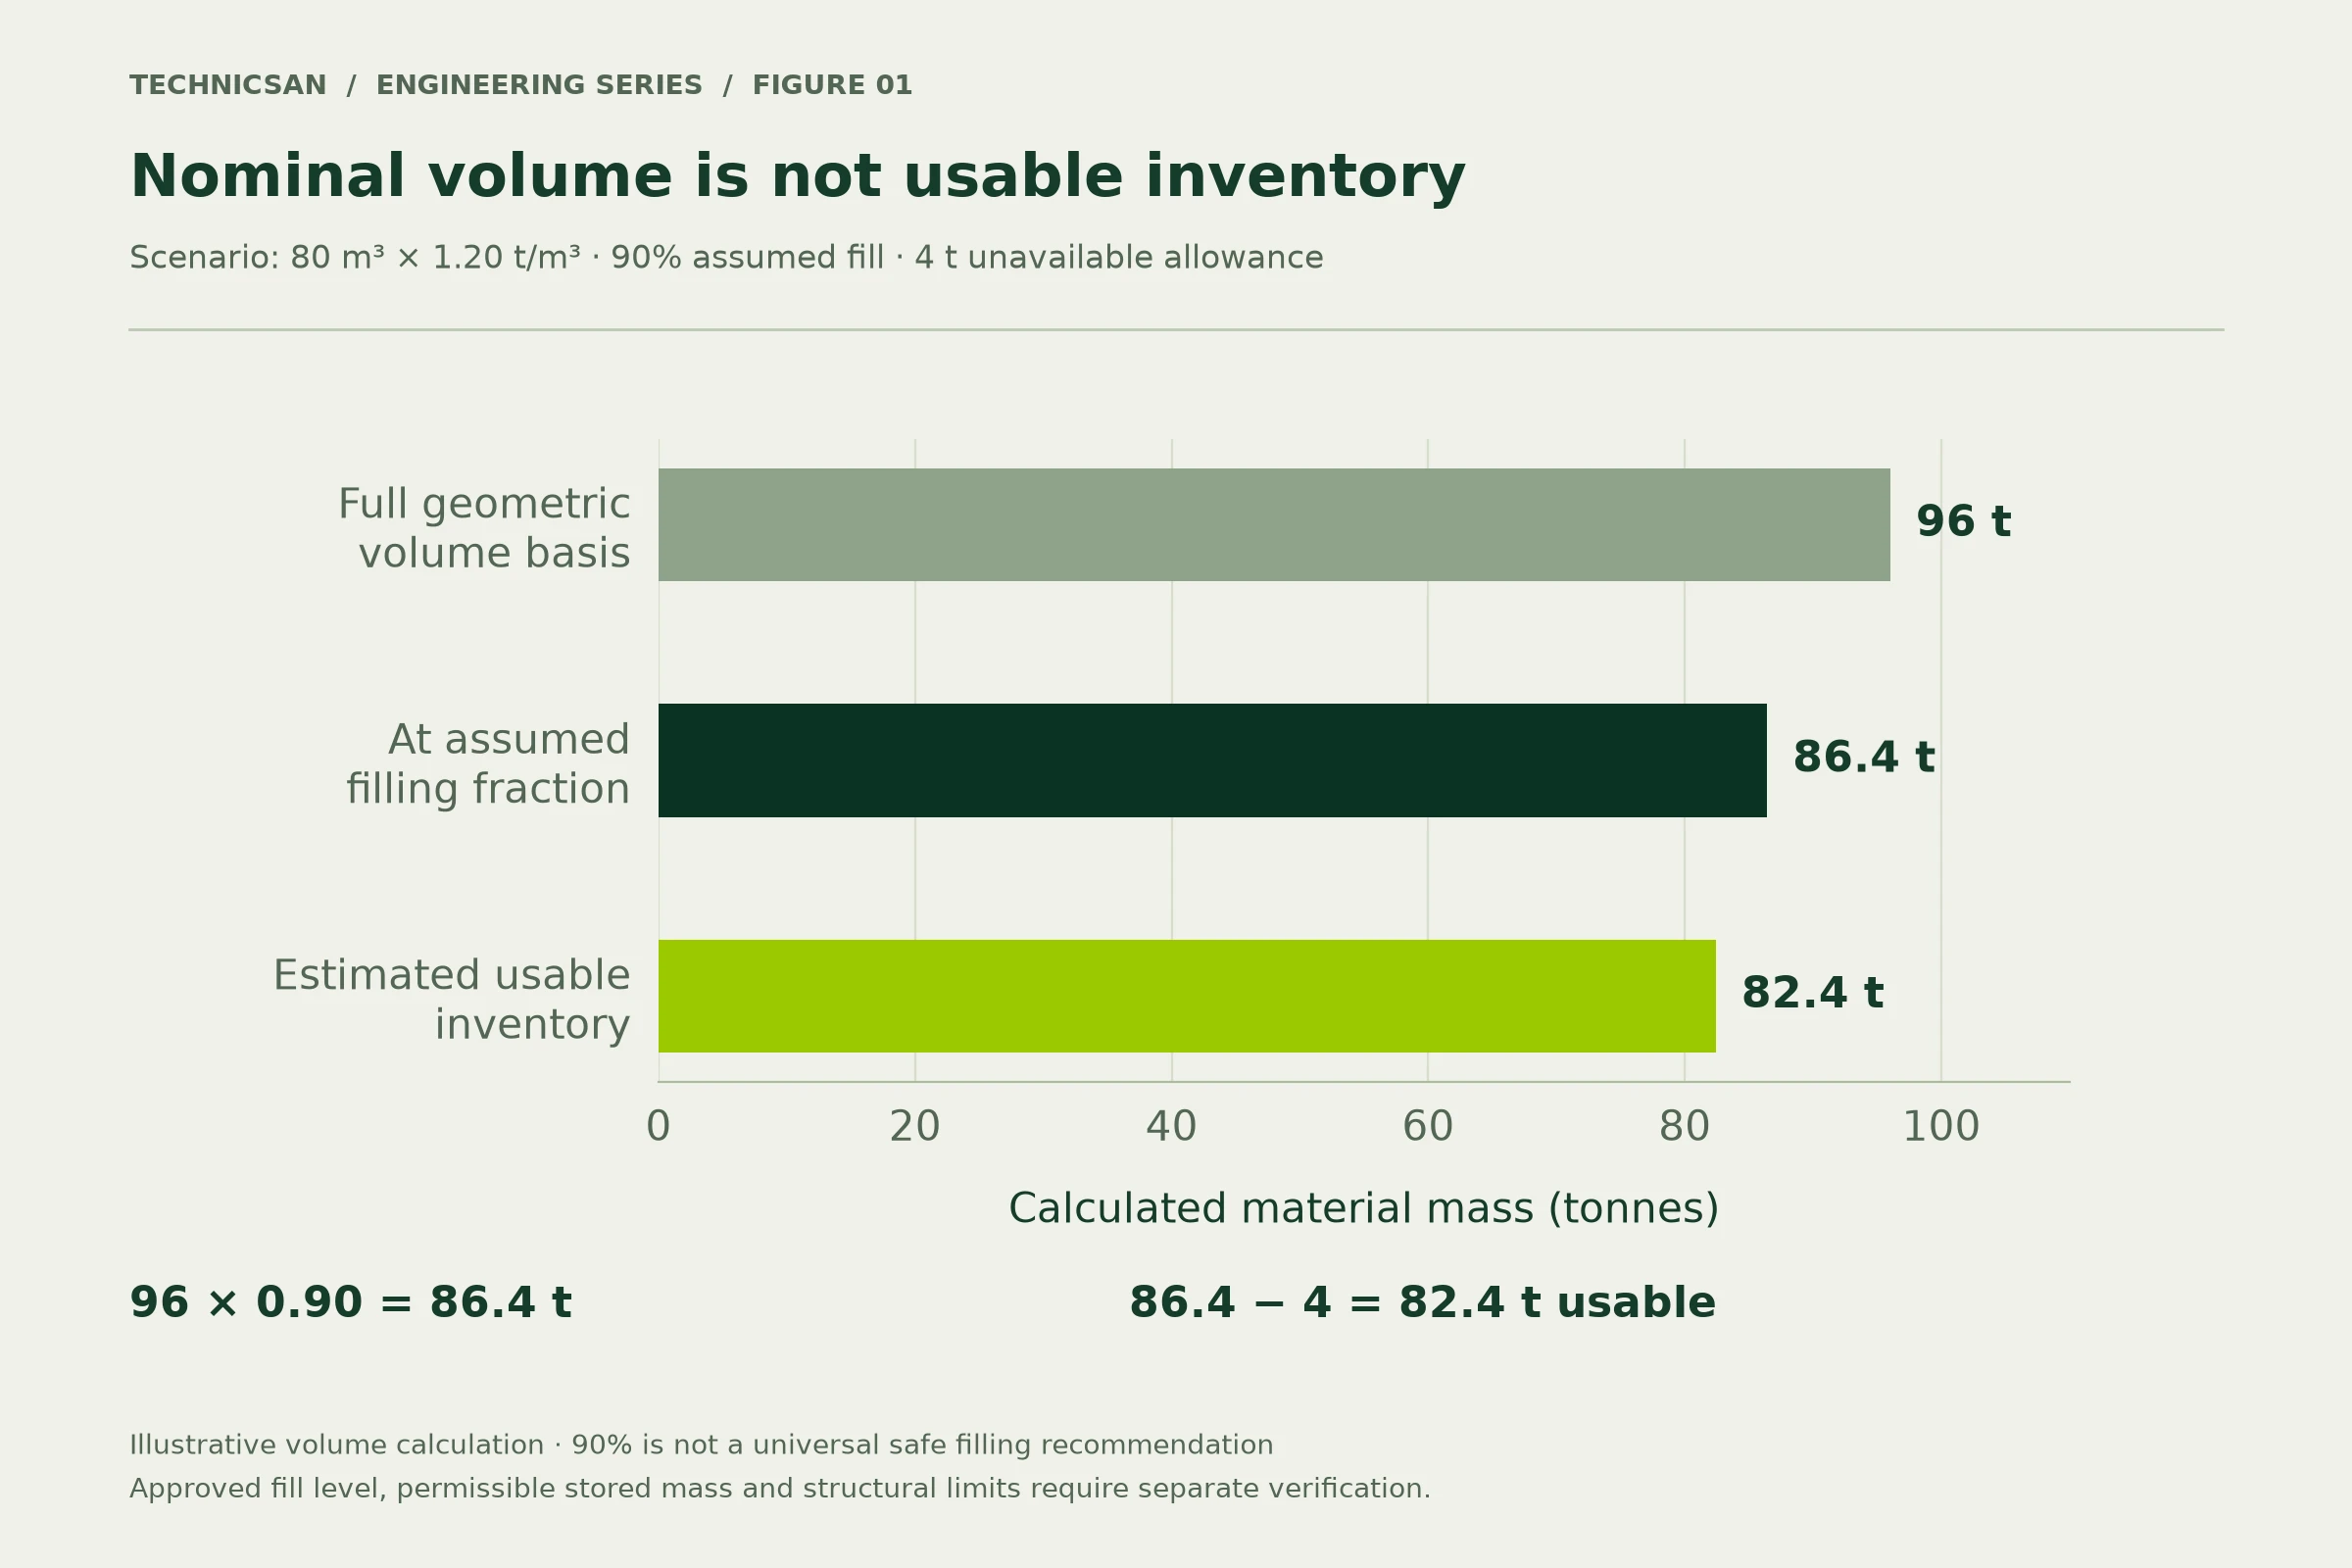 TECHNICSAN / ENGINEERING SERIES / FIGURE 01
Nominal volume is not usable inventory
Scenario: 80 m³ × 1.20 t/m³ · 90% assumed fill · 4 t unavailable allowance
Full geometric
volume basis
96 t
At assumed
filling fraction
86.4 t
Estimated usable
inventory
82.4 t
0 20 40 60 80 100
Calculated material mass (tonnes)
96 × 0.90 = 86.4 t
86.4 − 4 = 82.4 t usable
Illustrative volume calculation · 90% is not a universal safe filling recommendation
Approved fill level, permissible stored mass and structural limits require separate verification.